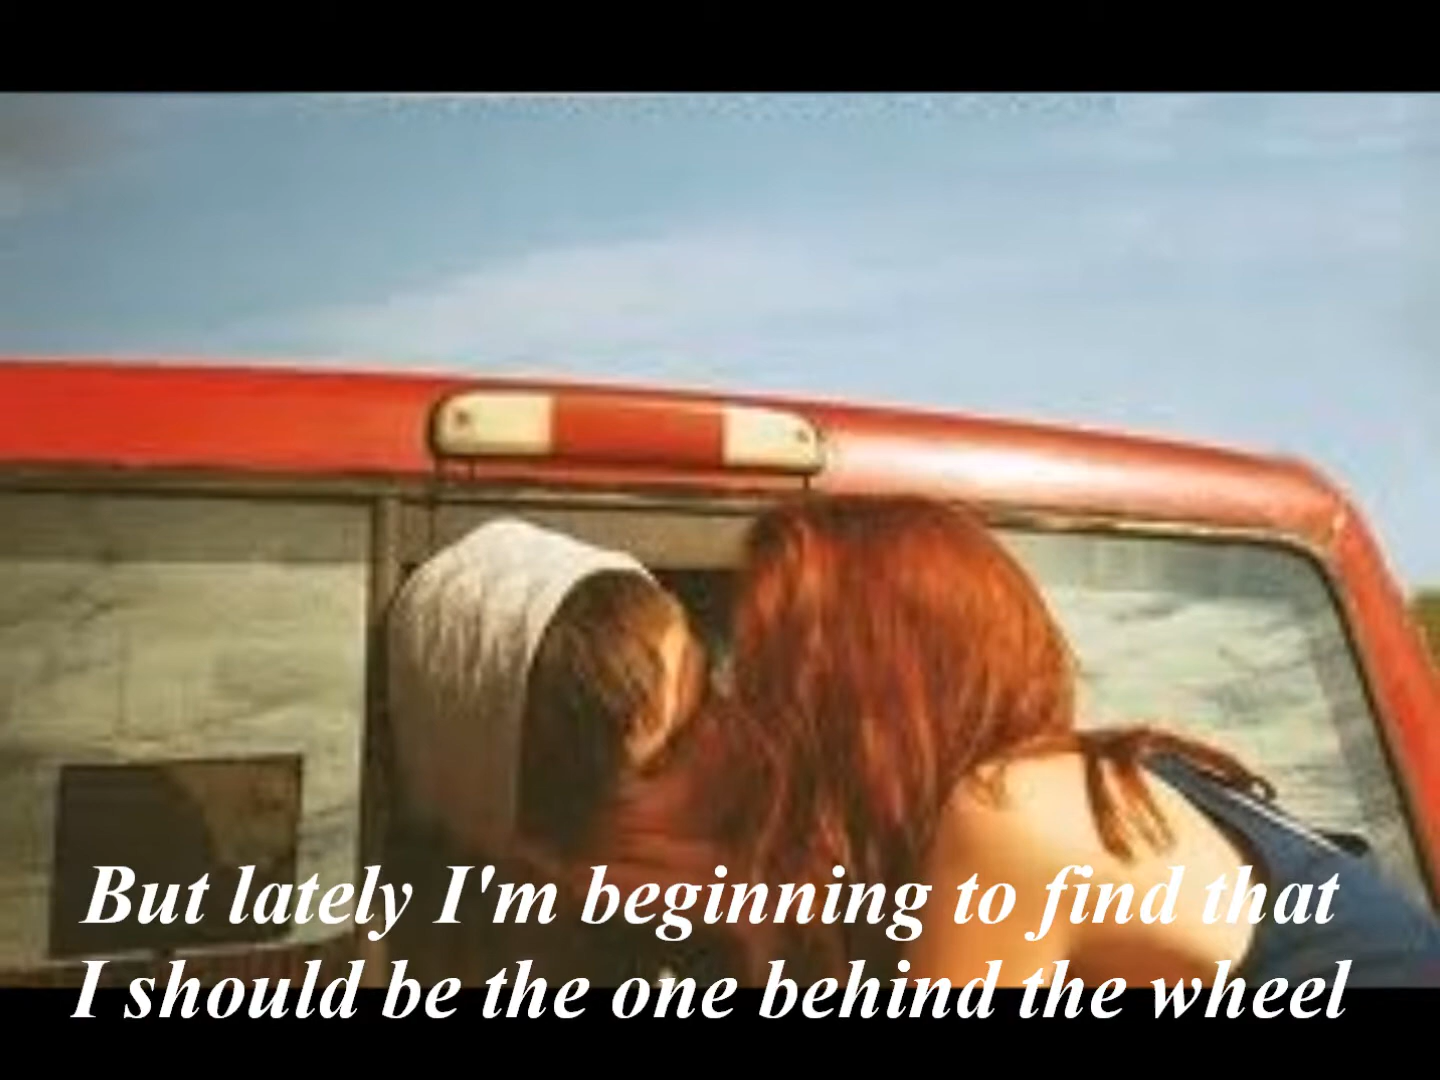 But lately I'm beginning to find that
I should be the one behind the wheel